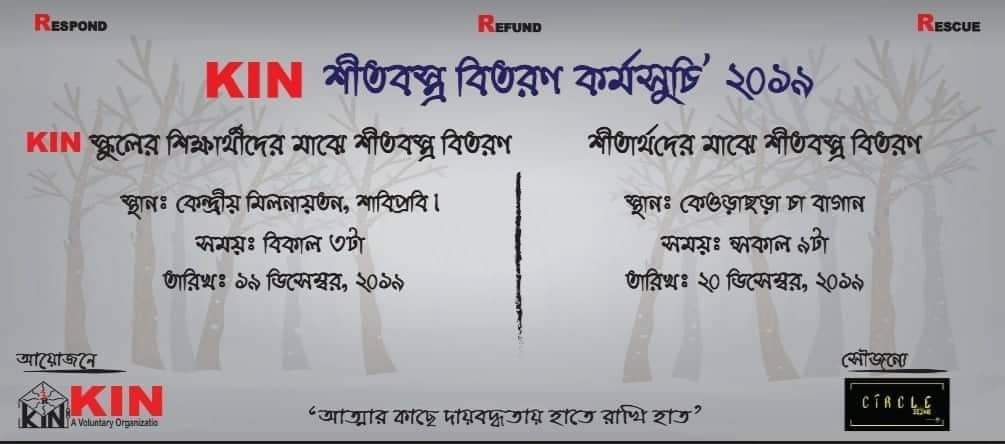 RESPOND REFUND RESCUE
KIN শীতবস্ত্র বিতরণ কর্মসুচি' ২০১৯
KIN স্কুলের শিক্ষার্থীদের মাঝে শীতবস্ত্র বিতরণ
স্থানঃ কেন্দ্রীয় মিলনায়তন, শাবিপ্রবি।
সময়ঃ বিকাল ৩টা
তারিখঃ ১৯ ডিসেম্বর, ২০১৯
শীতার্থদের মাঝে শীতবস্ত্র বিতরণ
স্থানঃ কেওড়াছড়া চা বাগান
সময়ঃ সকাল ৯টা
তারিখঃ ২০ ডিসেম্বর, ২০১৯
আয়োজনে
KIN KIN
A Voluntary Organizatio
'আত্মার কাছে দায়বদ্ধতায় হাতে রাখি হাত'
সৌজন্যে
CIRCLE